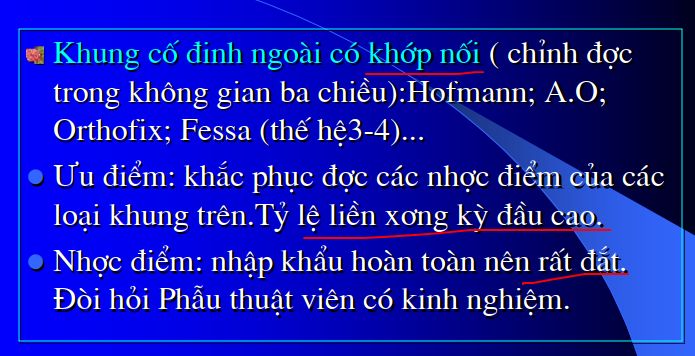 Khung cố đinh ngoài có khớp nối ( chỉnh đợc
trong không gian ba chiều):Hofmann; A.O;
Orthofix; Fessa (thế hệ3-4)...
Ưu điểm: khắc phục đợc các nhợc điểm của các
loại khung trên.Tỷ lệ liền xơng kỳ đầu cao.
Nhợc điểm: nhập khẩu hoàn toàn nên rất đắt.
Đòi hỏi Phẫu thuật viên có kinh nghiệm.